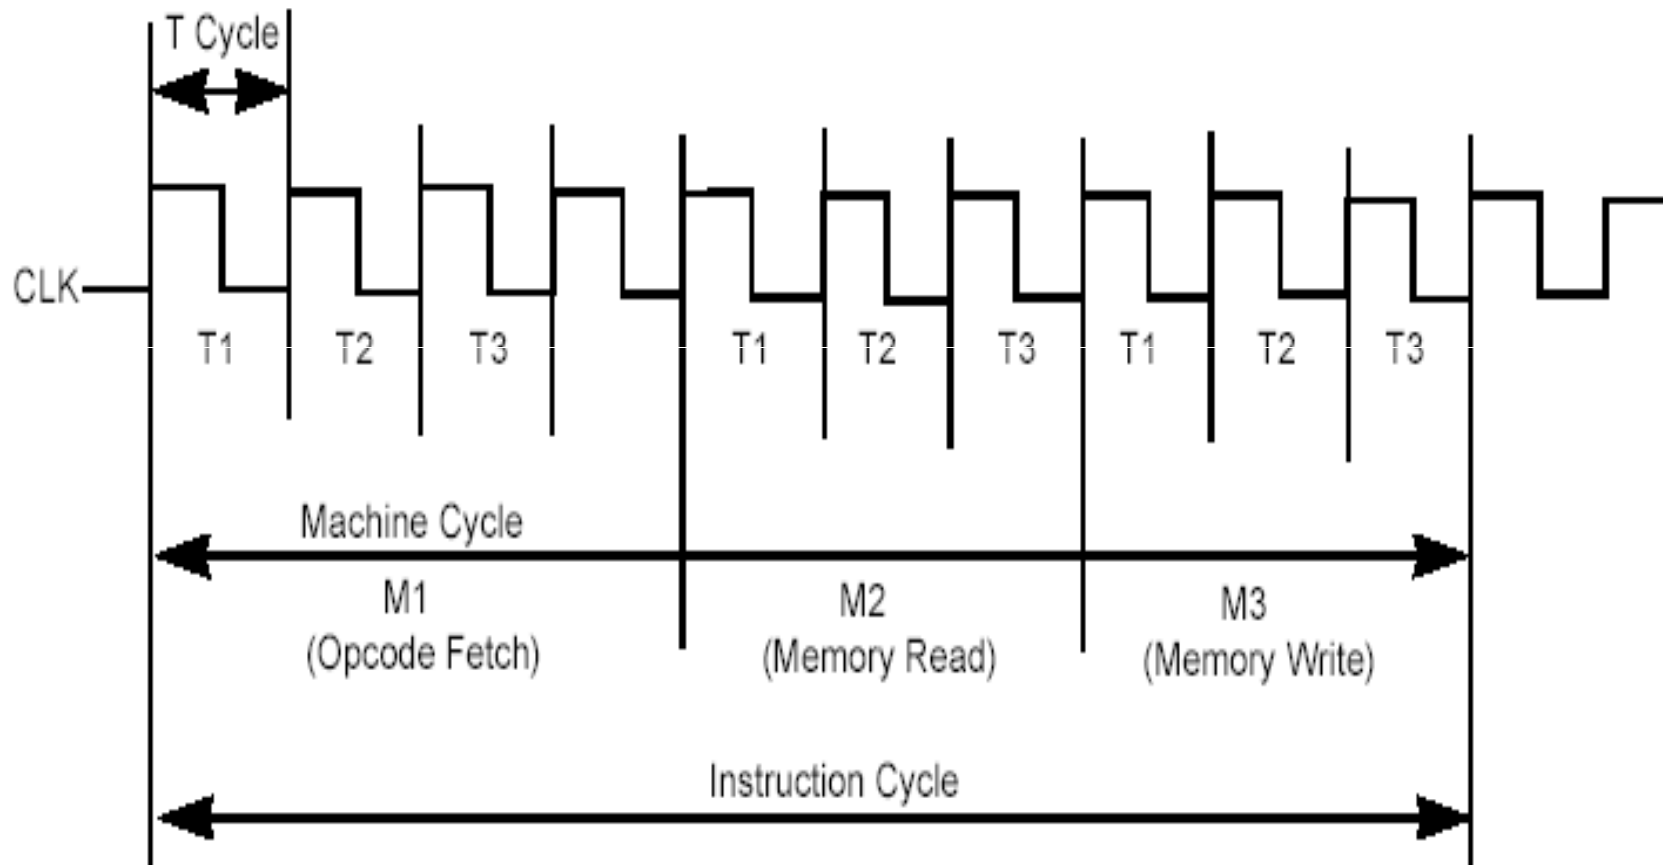 T Cycle
CLK
T1 T2 T3 T1 T2 T3 T1 T2 T3
Machine Cycle
M1 M2 M3
(Opcode Fetch) (Memory Read) (Memory Write)
Instruction Cycle